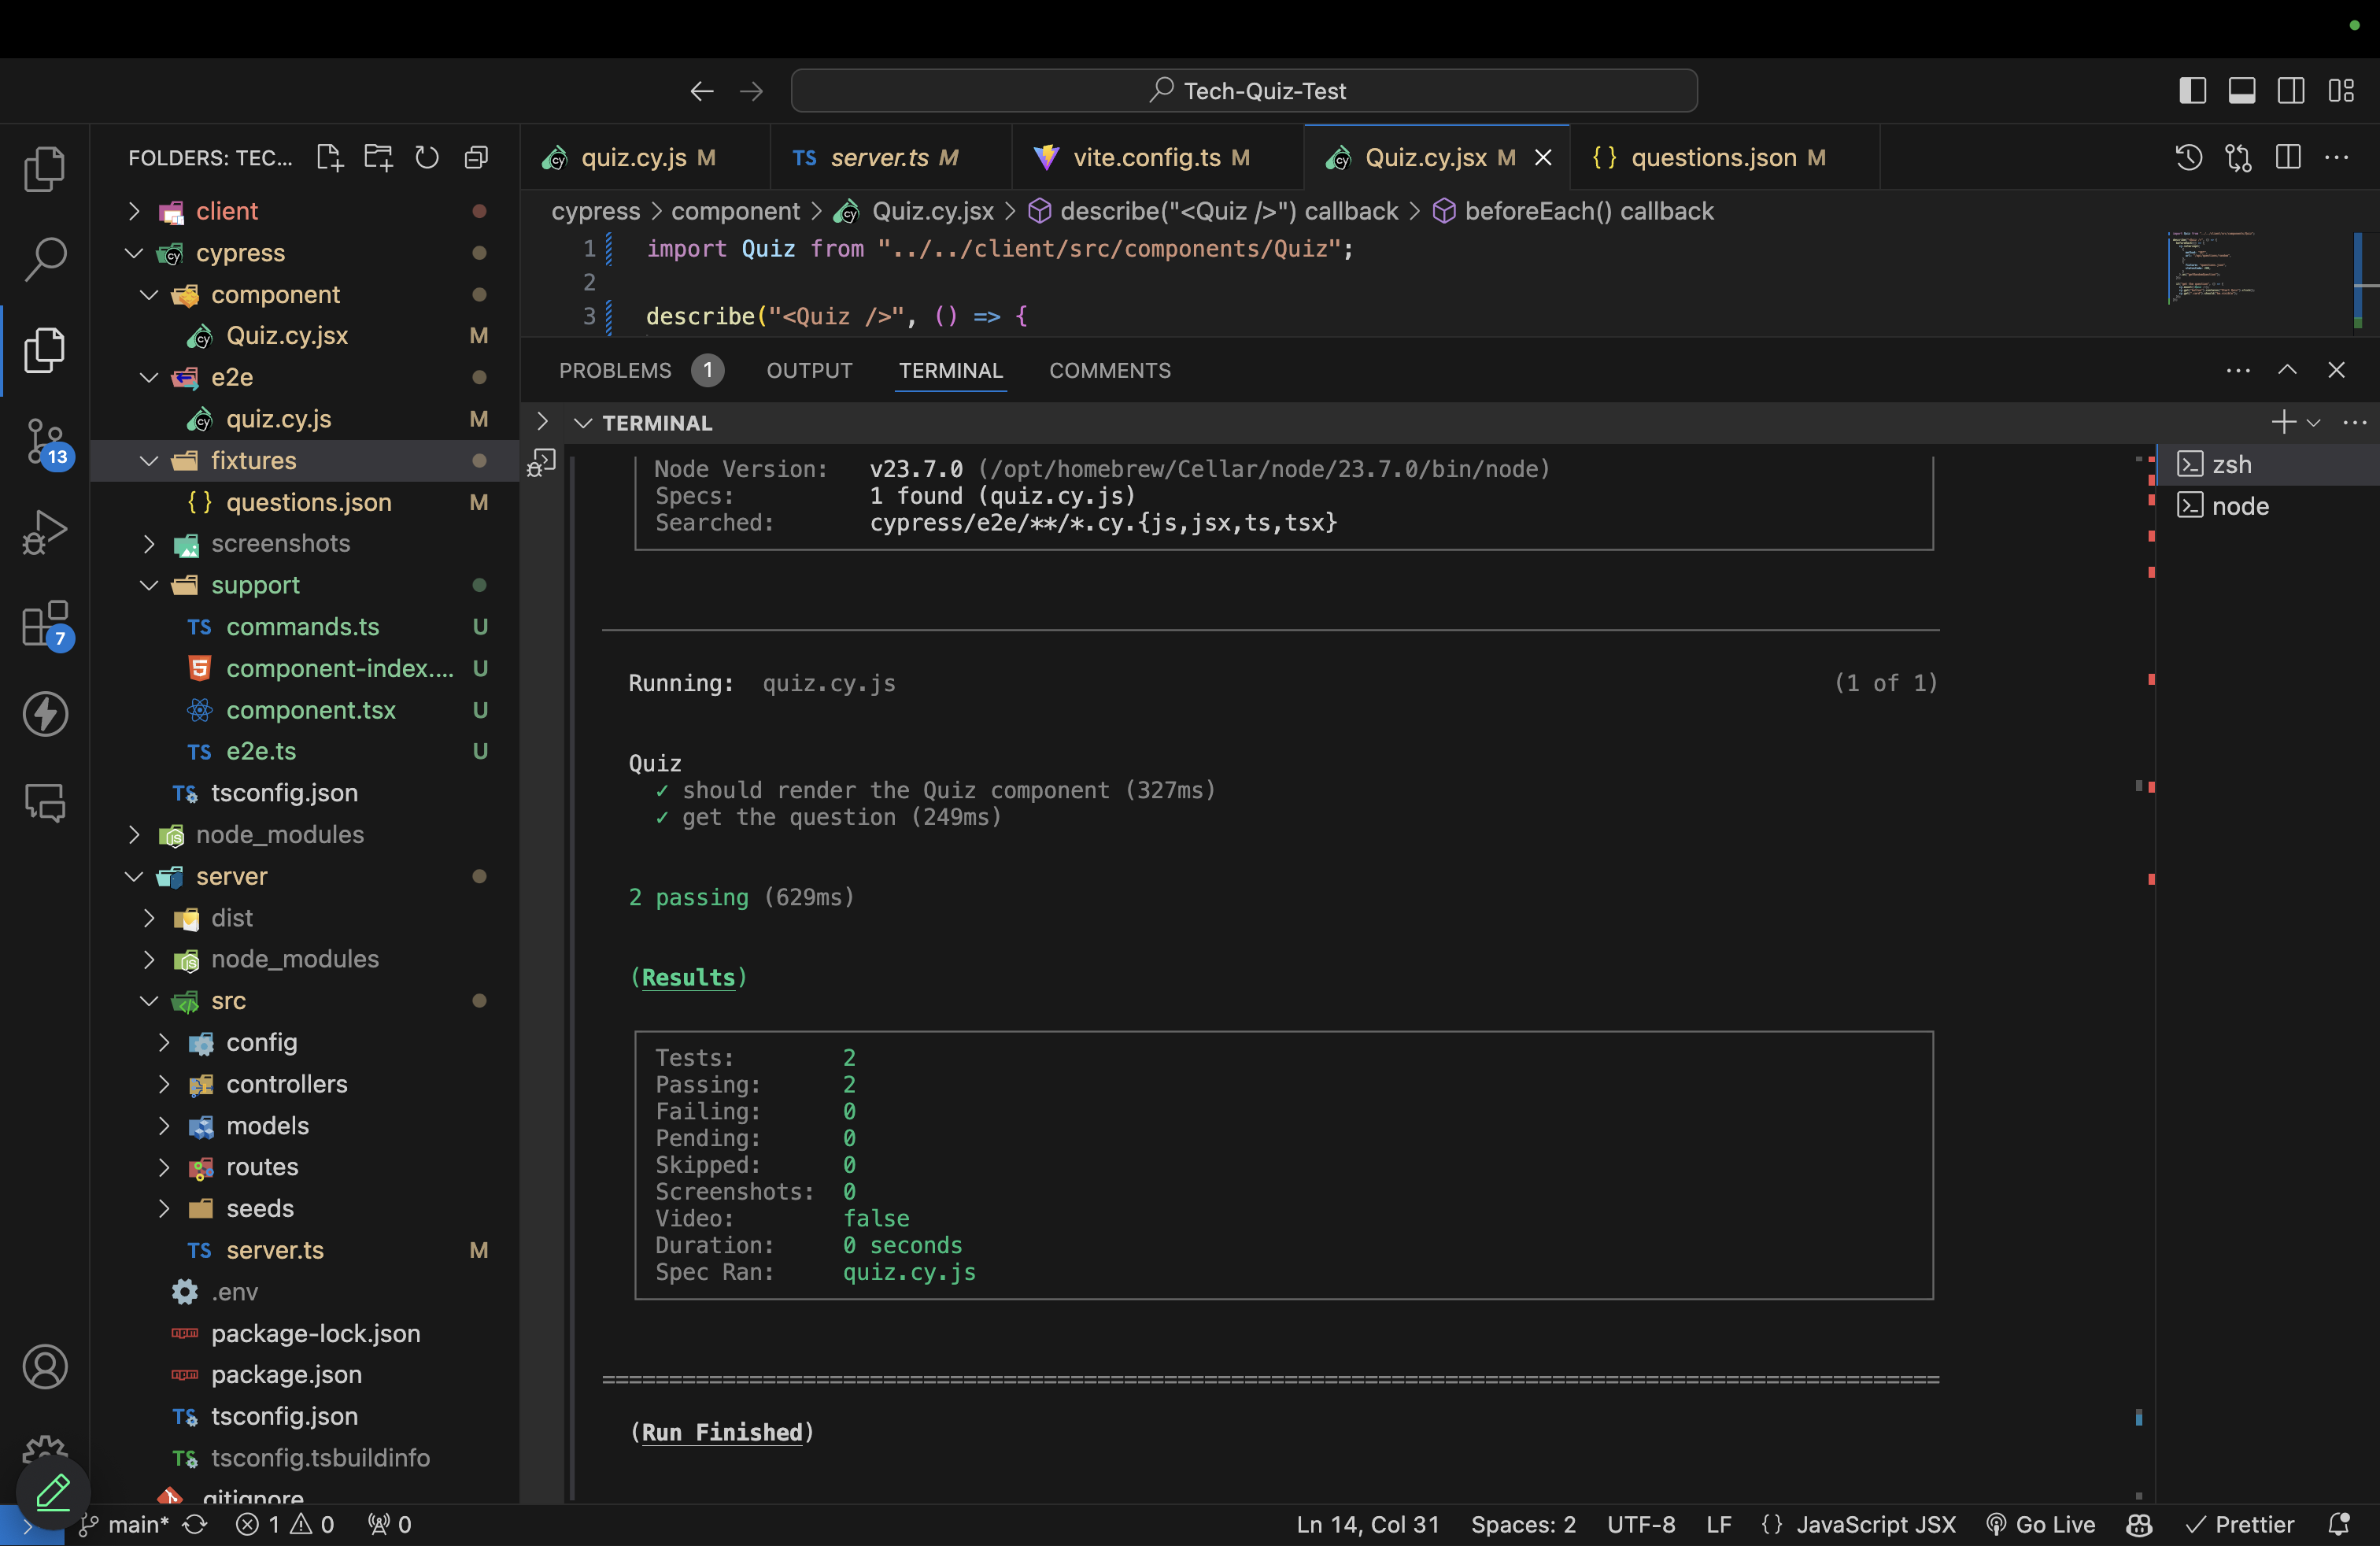 Tech-Quiz-Test
FOLDERS: TEC...
client
cypress
component
Quiz.cy.jsx M
e2e
quiz.cy.js M
fixtures
questions.json M
screenshots
support
TS commands.ts U
component-index.... U
component.tsx U
TS e2e.ts U
TS tsconfig.json
node_modules
server
dist
node_modules
src
config
controllers
models
routes
seeds
TS server.ts M
.env
package-lock.json
package.json
TS tsconfig.json
TS tsconfig.tsbuildinfo
.gitignore
13
7
quiz.cy.js M
TS server.ts M
vite.config.ts M
Quiz.cy.jsx M
{ } questions.json M
cypress > component > Quiz.cy.jsx > describe("<Quiz />") callback > beforeEach() callback
1 import Quiz from "../../client/src/components/Quiz";
2
3 describe("<Quiz />", () => {
PROBLEMS 1 OUTPUT TERMINAL COMMENTS
TERMINAL
Node Version: v23.7.0 (/opt/homebrew/Cellar/node/23.7.0/bin/node)
Specs: 1 found (quiz.cy.js)
Searched: cypress/e2e/**/*.cy.{js,jsx,ts,tsx}
Running: quiz.cy.js (1 of 1)
Quiz
✓ should render the Quiz component (327ms)
✓ get the question (249ms)
2 passing (629ms)
(Results)
Tests: 2
Passing: 2
Failing: 0
Pending: 0
Skipped: 0
Screenshots: 0
Video: false
Duration: 0 seconds
Spec Ran: quiz.cy.js
====================================================================================================
(Run Finished)
zsh
node
main* 1 0 0 Ln 14, Col 31 Spaces: 2 UTF-8 LF {} JavaScript JSX Go Live ✓ Prettier